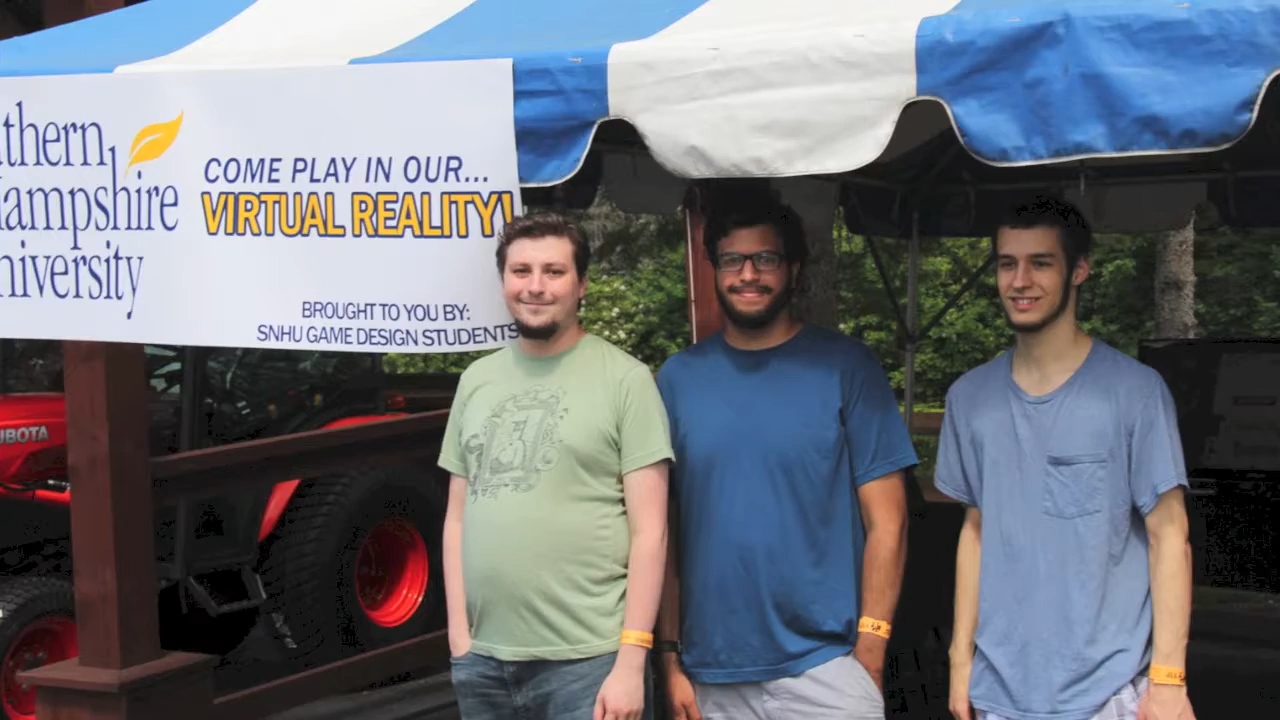 thern
ampshire
niversity
COME PLAY IN OUR...
VIRTUAL REALITY!
BROUGHT TO YOU BY:
SNHU GAME DESIGN STUDENTS
UBOTA